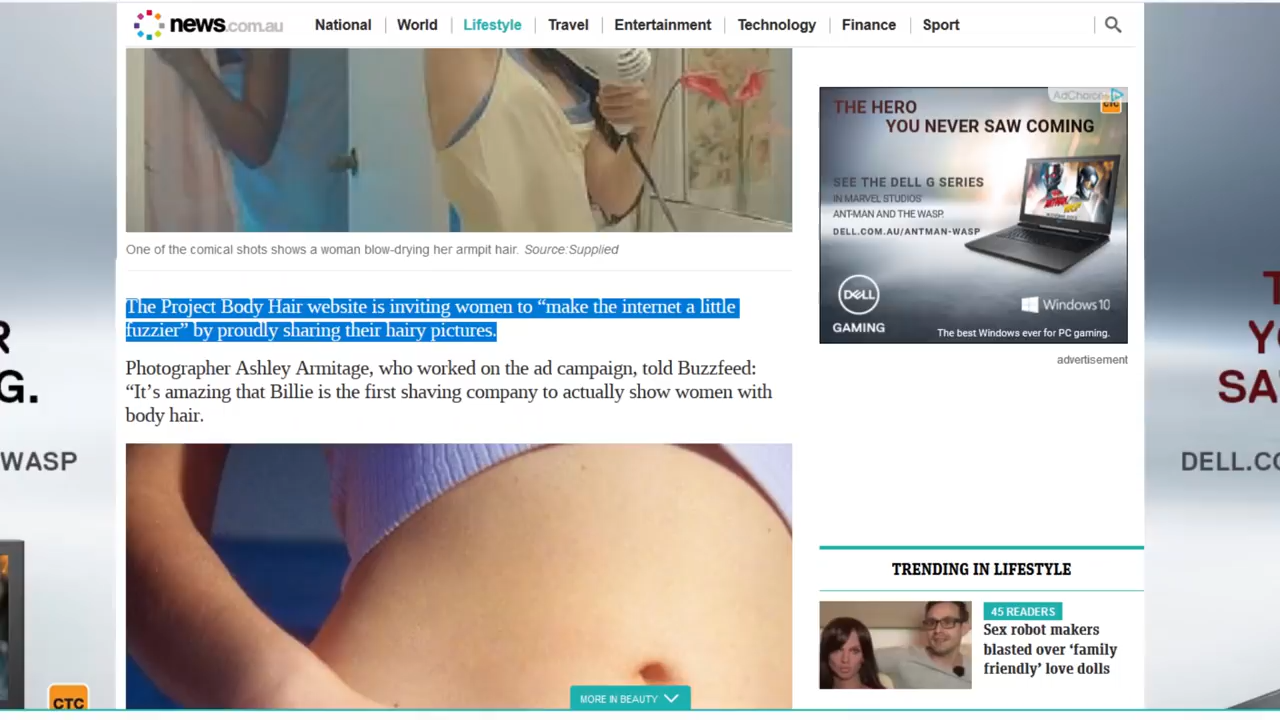 news.com.au
National
World
Lifestyle
Travel
Entertainment
Technology
Finance
Sport
One of the comical shots shows a woman blow-drying her armpit hair. Source:Supplied
The Project Body Hair website is inviting women to “make the internet a little
fuzzier” by proudly sharing their hairy pictures.
Photographer Ashley Armitage, who worked on the ad campaign, told Buzzfeed:
“It’s amazing that Billie is the first shaving company to actually show women with
body hair.
MORE IN BEAUTY
THE HERO
YOU NEVER SAW COMING
SEE THE DELL G SERIES
IN MARVEL STUDIOS'
ANT-MAN AND THE WASP.
DELL.COM.AU/ANTMAN-WASP
DELL
GAMING
Windows 10
The best Windows ever for PC gaming.
advertisement
TRENDING IN LIFESTYLE
45 READERS
Sex robot makers
blasted over ‘family
friendly’ love dolls
G.
WASP
CTC
SA
DELL.C